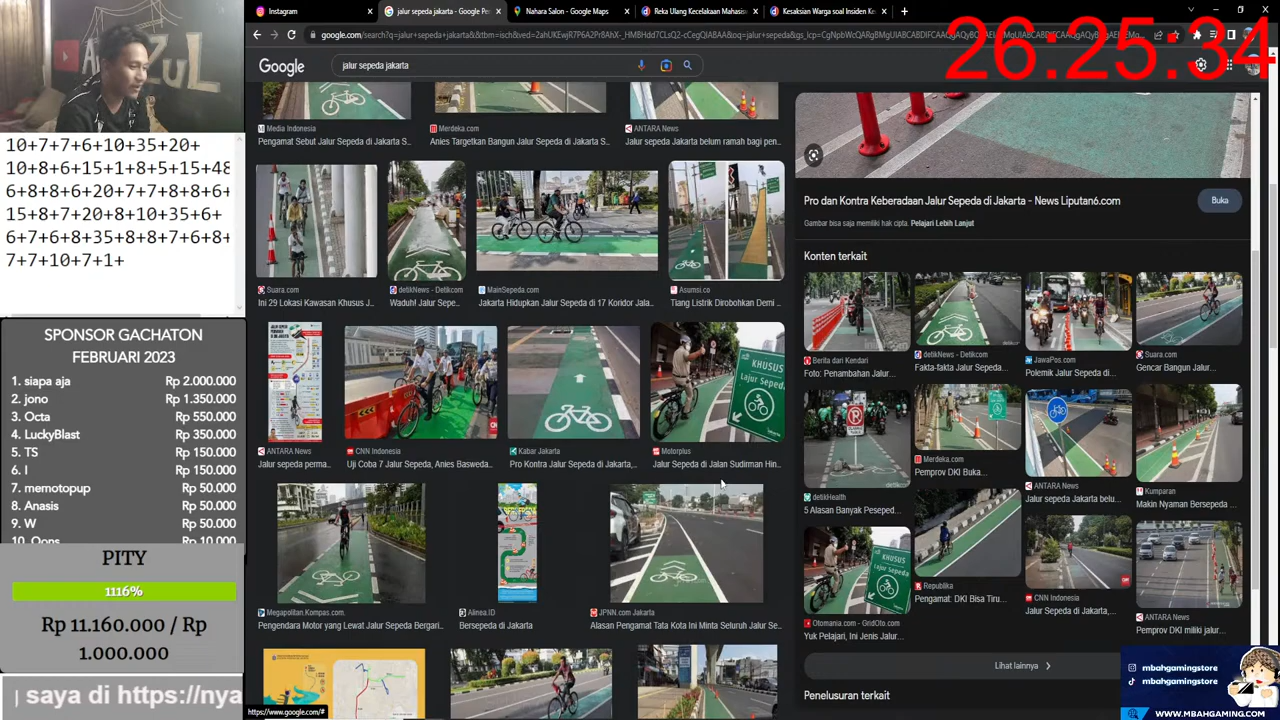 Instagram
jalur sepeda jakarta - Google Pe
Nahara Salon - Google Maps
Reka Ulang Kecelakaan Mahasis
Kesaksian Warga soal Insiden Ke
26:25:34
Google
jalur sepeda jakarta
Media Indonesia
Pengamat Sebut Jalur Sepeda di Jakarta S...
Merdeka.com
Anies Targetkan Bangun Jalur Sepeda di J...
ANTARA News
Jalur sepeda Jakarta belum ramah bagi pen...
Suara.com
Ini 29 Lokasi Kawasan Khusus J...
detikNews - Detikcom
Waduh! Jalur Sepe...
MainSepeda.com
Jakarta Hidupkan Jalur Sepeda di 17 Koridor Jala...
Asumsi.co
Tiang Listrik Dirobohkan Demi ...
ANTARA News
Jalur sepeda perma...
CNN Indonesia
Uji Coba 7 Jalur Sepeda, Anies Basweda...
Kabar Jakarta
Pro Kontra Jalur Sepeda di Jakarta,...
KHUSUS
Lajur Sepeda
Motorplus
Jalur Sepeda di Jalan Sudirman Hin...
Megapolitan.Kompas.com.
Pengendara Motor yang Lewat Jalur Sepeda Bergari...
Alinea.ID
Bersepeda di Jakarta
JPNN.com Jakarta
Alasan Pengamat Tata Kota Ini Minta Seluruh Jalur Se...
https://www.google.com/#
Pro dan Kontra Keberadaan Jalur Sepeda di Jakarta - News Liputan6.com
Buka
Gambar bisa memiliki hak cipta. Pelajari Lebih Lanjut
Konten terkait
Berita dari Kendari
Foto: Penambahan Jalur...
detikNews - Detikcom
Fakta-fakta Jalur Sepeda...
JawaPos.com
Polemik Jalur Sepeda di...
Suara.com
Gencar Bangun Jalur...
detikHealth
5 Alasan Banyak Peseped...
Merdeka.com
Pemprov DKI Buka...
ANTARA News
Jalur sepeda Jakarta belu...
Kumparan
Makin Nyaman Bersepeda ...
KHUSUS
Lajur Sepeda
Otomania.com - GridOto.com
Yuk Pelajari, Ini Jenis Jalur...
Republika
Pengamat: DKI Bisa Tiru...
CNN Indonesia
Jalur Sepeda di Jakarta,...
ANTARA News
Pemprov DKI miliki jalur...
Lihat lainnya
Penelusuran terkait
10+7+7+6+10+35+20+
10+8+6+15+1+8+5+15+48
6+8+8+6+20+7+7+8+8+6+
15+8+7+20+8+10+35+6+
6+7+6+8+35+8+8+7+6+8+
7+7+10+7+1+
SPONSOR GACHATON
FEBRUARI 2023
1. siapa aja Rp 2.000.000
2. jono Rp 1.350.000
3. Octa Rp 550.000
4. LuckyBlast Rp 350.000
5. TS Rp 150.000
6. I Rp 150.000
7. memotopup Rp 50.000
8. Anasis Rp 50.000
9. W Rp 50.000
10. Oons Rp 10.000
PITY
1116%
Rp 11.160.000 / Rp
1.000.000
saya di https://nya
mbahgamingstore
mbahgamingstore
WWW.MBAHGAMING.COM